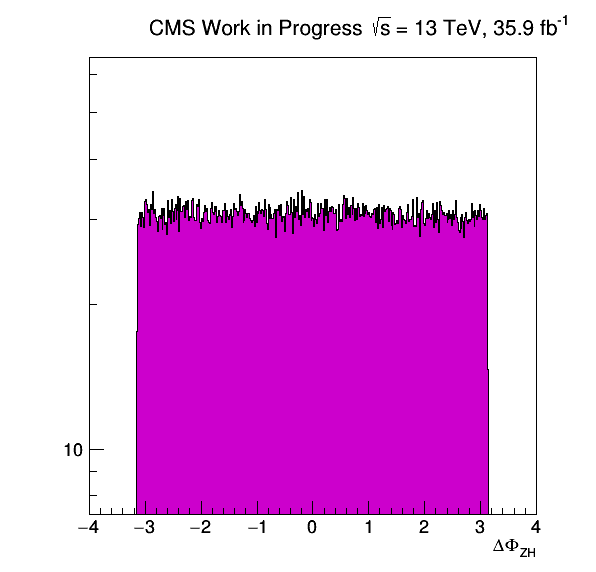 CMS Work in Progress √s = 13 TeV, 35.9 fb⁻¹
10
−4 −3 −2 −1 0 1 2 3 4
ΔΦ_ZH